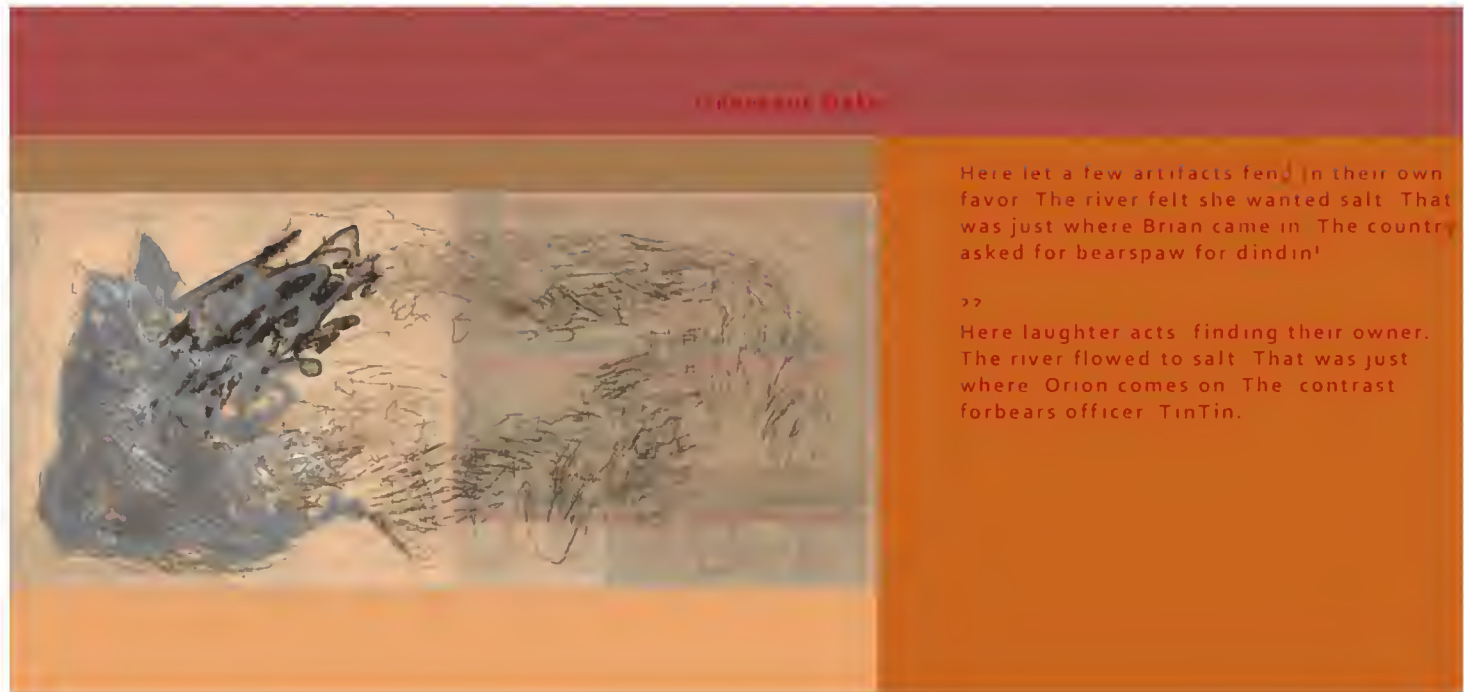 Here let a few artifacts fend in their own
favor The river felt she wanted salt That
was just where Brian came in The country
asked for bearspaw for dindin'
>>
Here laughter acts finding their owner.
The river flowed to salt That was just
where Orion comes on The contrast
forbears officer TinTin.